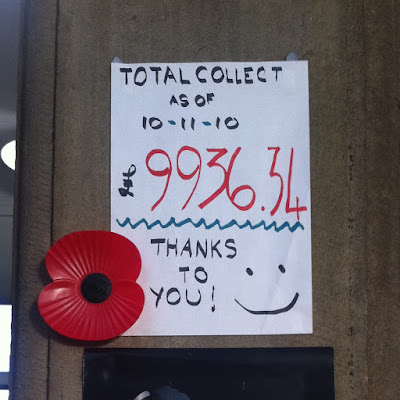 TOTAL COLLECT
AS OF
10-11-10
£ 9936.34
THANKS
TO
YOU!